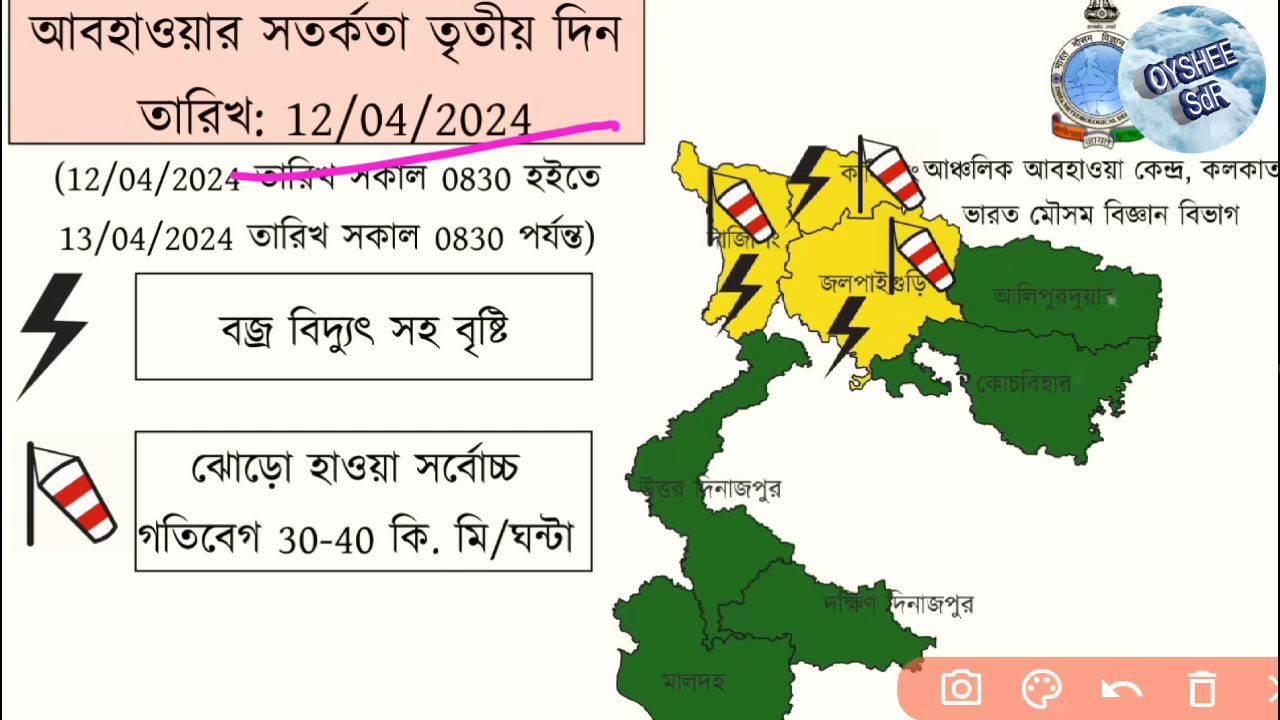 আবহাওয়ার সতর্কতা তৃতীয় দিন
তারিখ: 12/04/2024
(12/04/2024 তারিখ সকাল 0830 হইতে
13/04/2024 তারিখ সকাল 0830 পর্যন্ত)
বজ্র বিদ্যুৎ সহ বৃষ্টি
ঝোড়ো হাওয়া সর্বোচ্চ
গতিবেগ 30-40 কি. মি/ঘন্টা
OYSHEE
SdR
আঞ্চলিক আবহাওয়া কেন্দ্র, কলকাত
ভারত মৌসম বিজ্ঞান বিভাগ
জলপাইগুড়ি
আলিপুরদুয়ার
কোচবিহার
উত্তর দিনাজপুর
দক্ষিণ দিনাজপুর
মালদহ